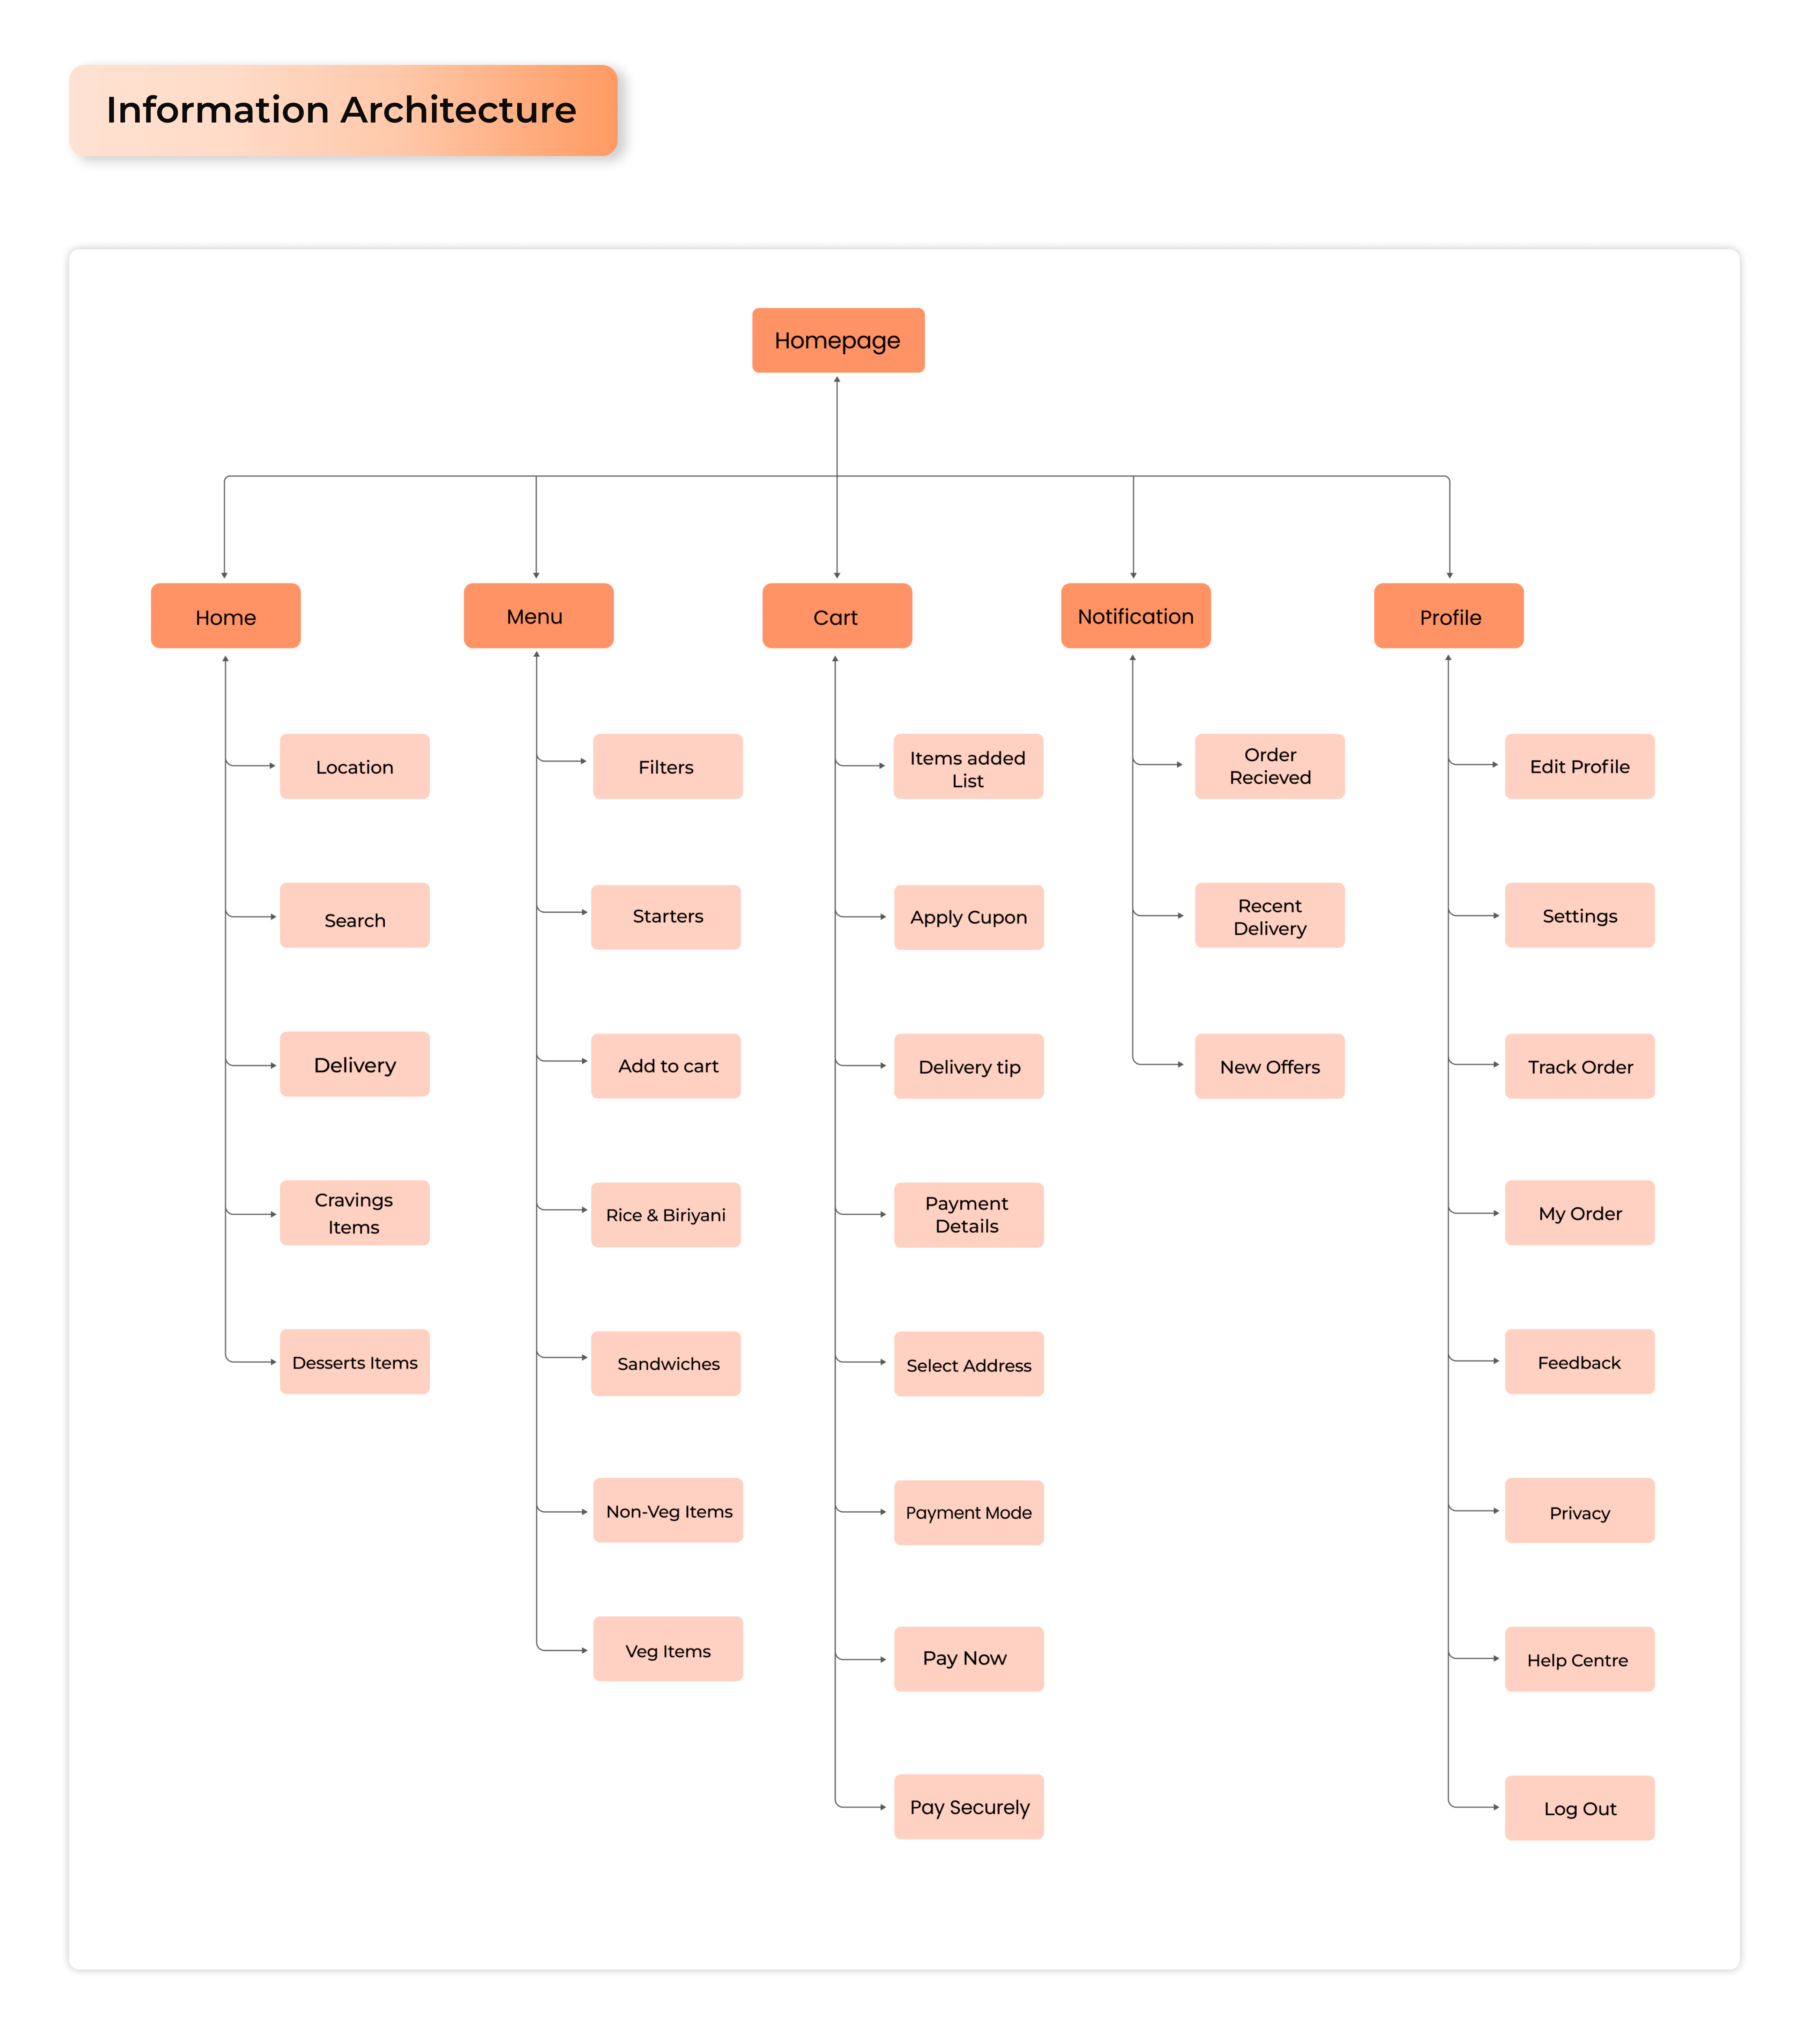 Information Architecture
Homepage
Home
Menu
Cart
Notification
Profile
Location
Search
Delivery
Cravings
Items
Desserts Items
Filters
Starters
Add to cart
Rice & Biriyani
Sandwiches
Non-Veg Items
Veg Items
Items added
List
Apply Cupon
Delivery tip
Payment
Details
Select Address
Payment Mode
Pay Now
Pay Securely
Order
Recieved
Recent
Delivery
New Offers
Edit Profile
Settings
Track Order
My Order
Feedback
Privacy
Help Centre
Log Out